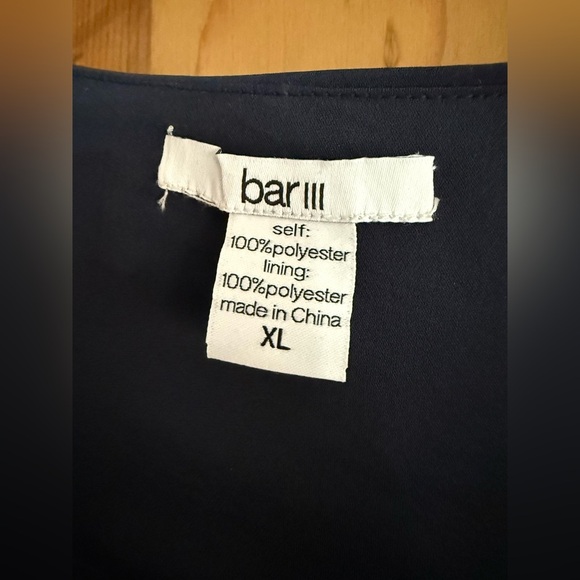 bar III
self:
100%polyester
lining:
100%polyester
made in China
XL